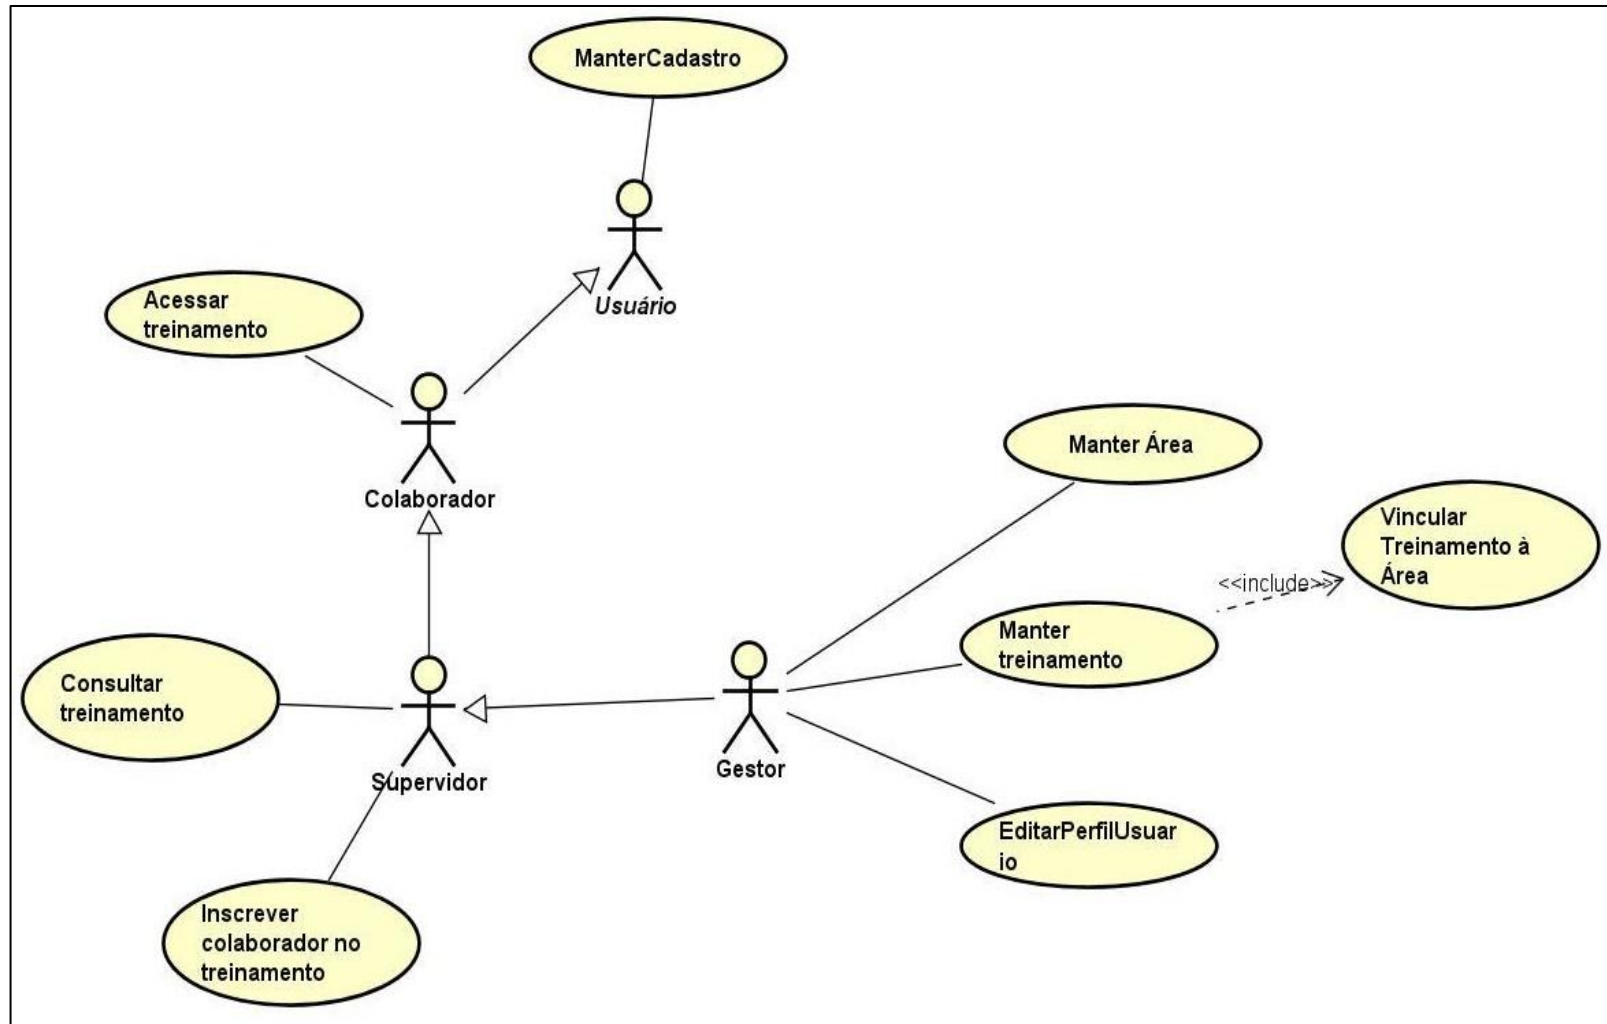 ManterCadastro
Usuário
Acessar
treinamento
Colaborador
Manter Área
Vincular
Treinamento à
Área
<<include>>
Manter
treinamento
Consultar
treinamento
Supervidor
Gestor
EditarPerfilUsuar
io
Inscrever
colaborador no
treinamento